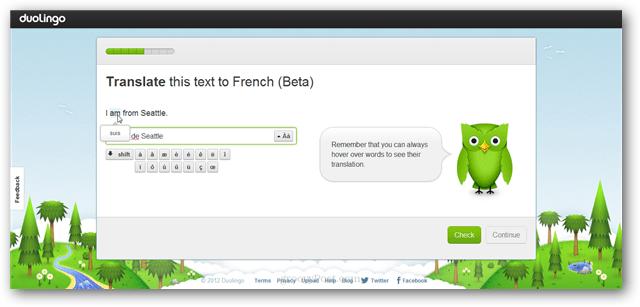 duolingo
Translate this text to French (Beta)
I am from Seattle.
suis
de Seattle
Áá
shift à â æ é è ê ë î
ï ô ù û ü ç œ
Remember that you can always
hover over words to see their
translation.
Feedback
Check
Continue
© 2012 Duolingo Terms Privacy Upload Help Blog Twitter Facebook